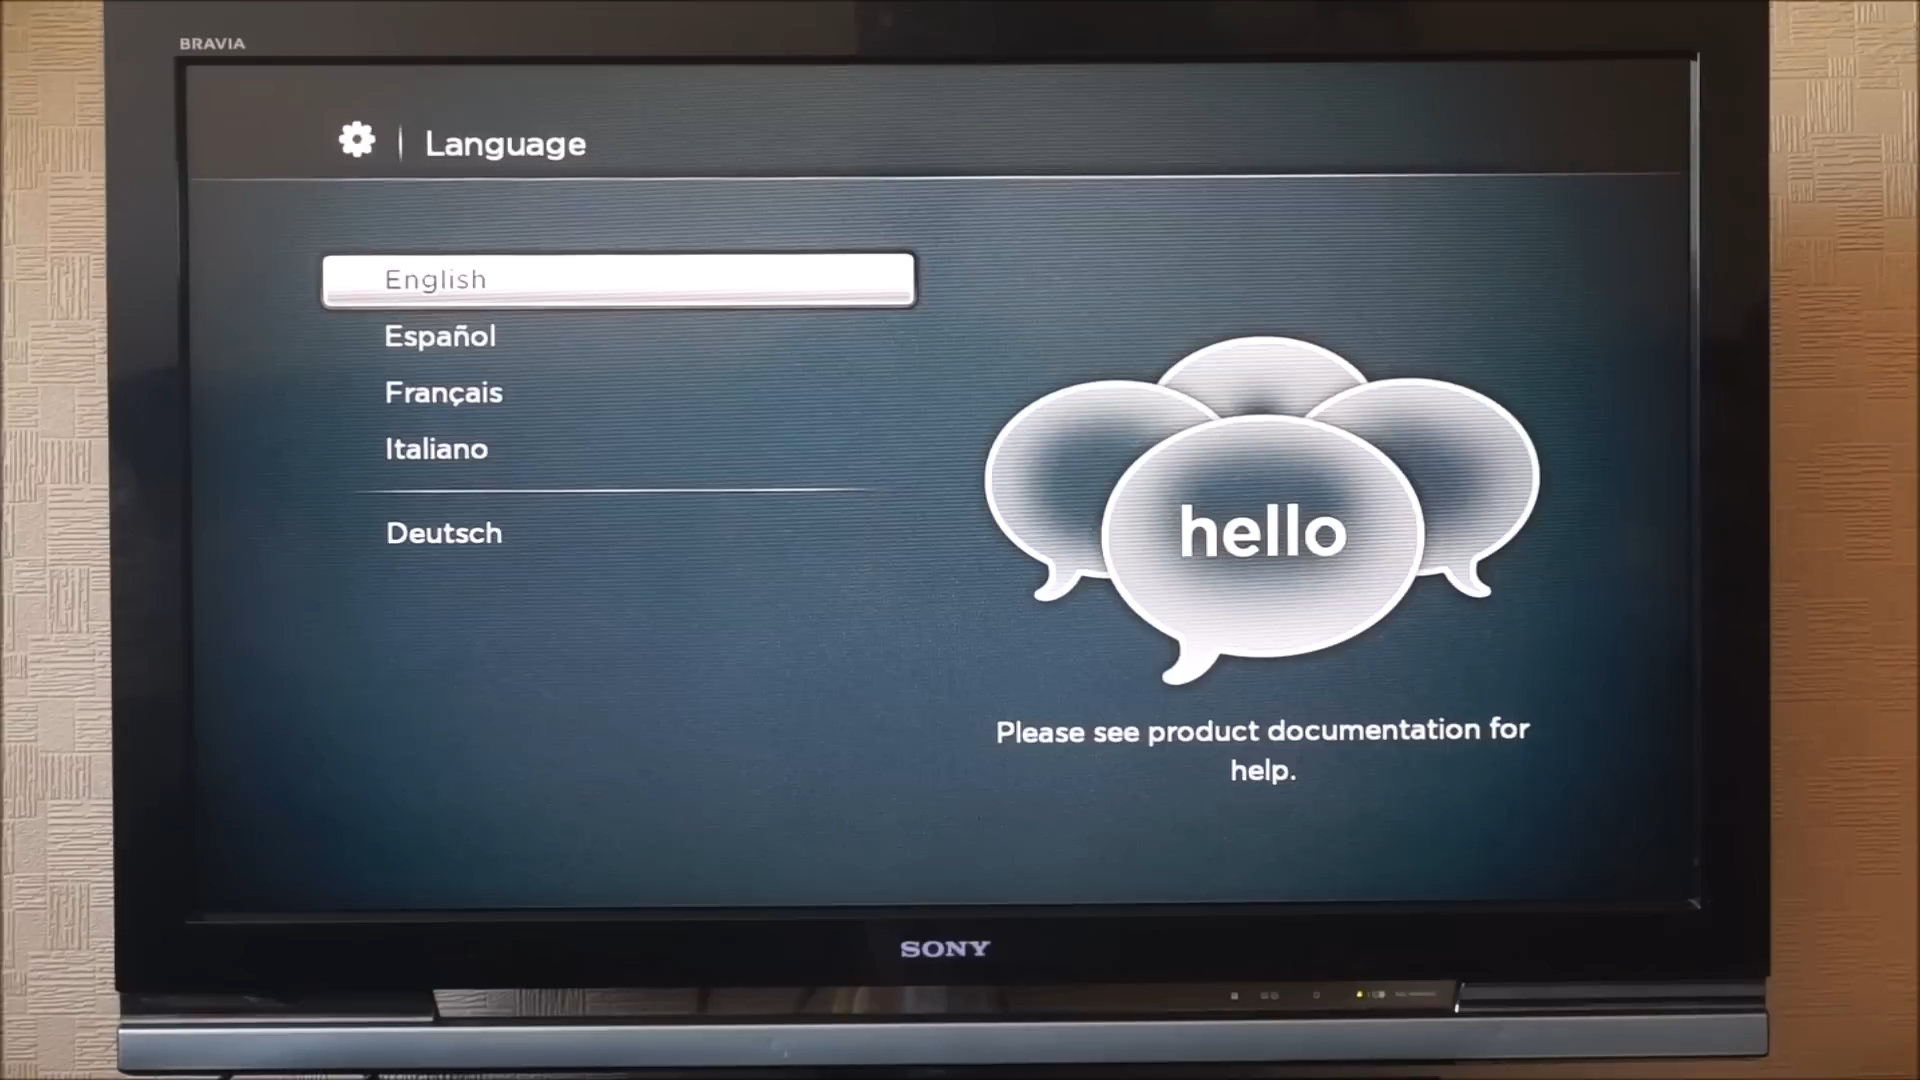 BRAVIA
Language
English
Español
Français
Italiano
Deutsch
hello
Please see product documentation for
help.
SONY